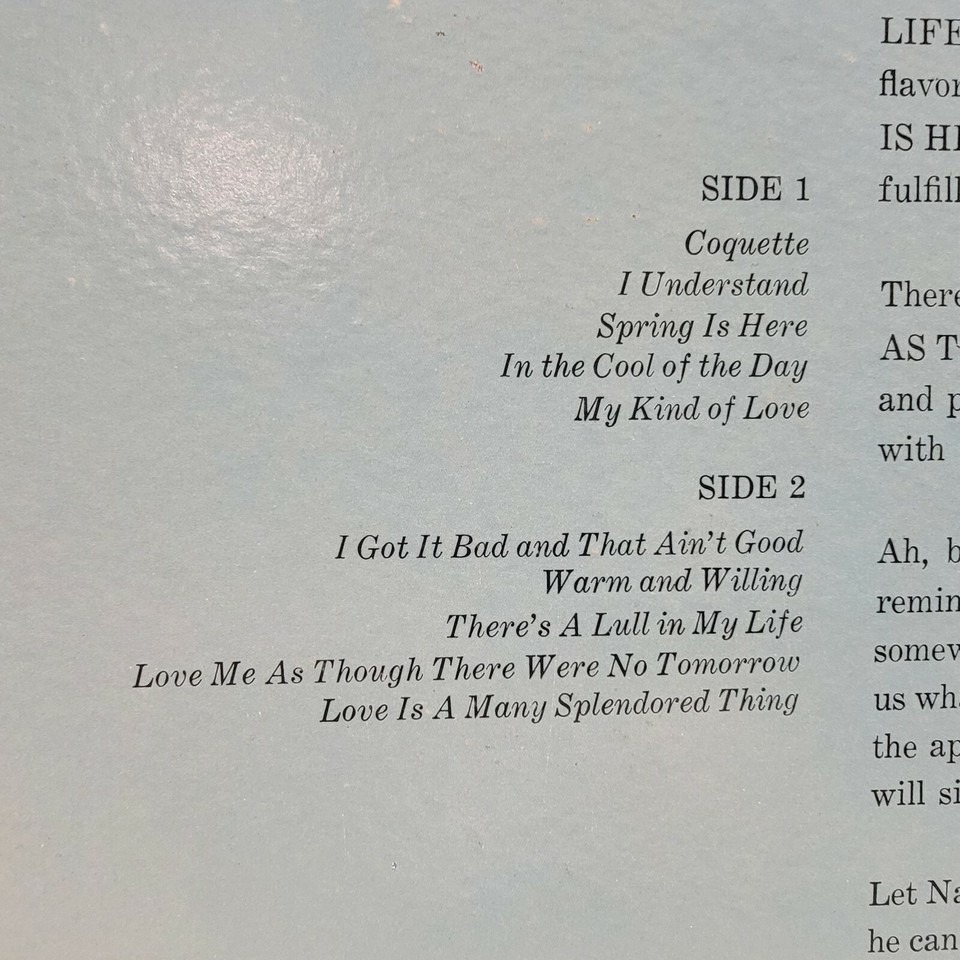 SIDE 1
Coquette
I Understand
Spring Is Here
In the Cool of the Day
My Kind of Love
SIDE 2
I Got It Bad and That Ain't Good
Warm and Willing
There's A Lull in My Life
Love Me As Though There Were No Tomorrow
Love Is A Many Splendored Thing
LIFE
flavor
IS
fulfill
There
AS
and
with
Ah,
remin
somew
us
the
will
Let
he can